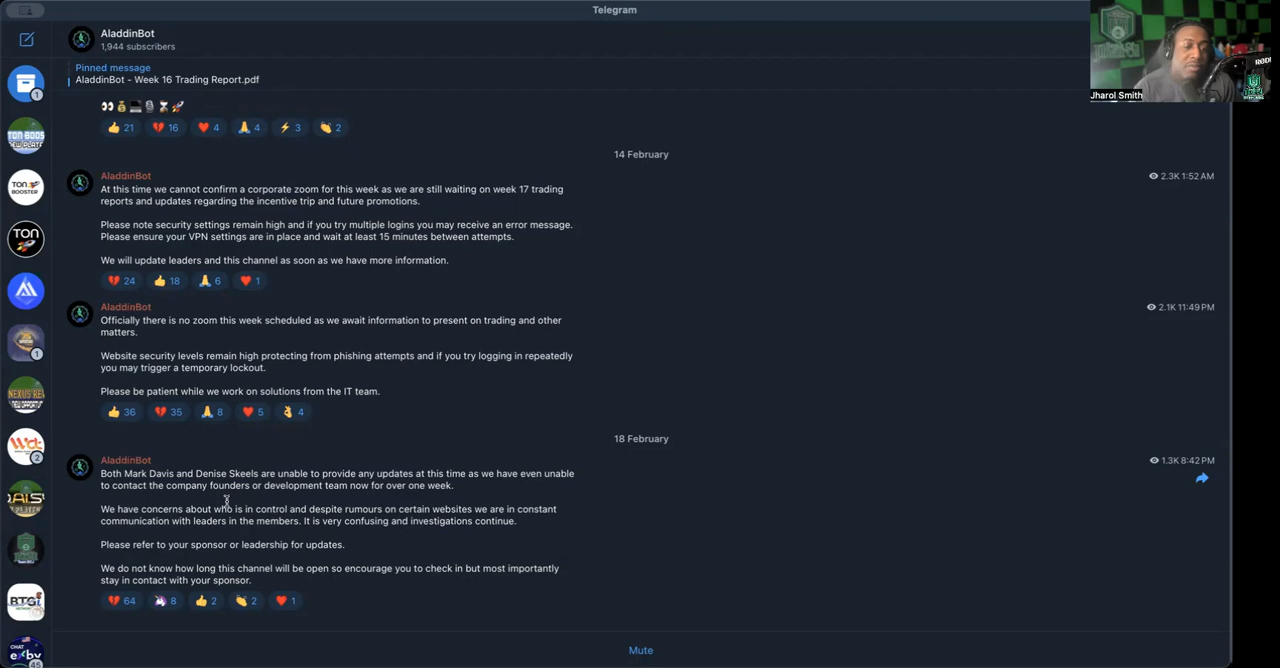 Telegram
AladdinBot
1,944 subscribers
Pinned message
AladdinBot - Week 16 Trading Report.pdf
Jharol Smith
👀💰💻🎙⏳🚀
👍 21 💔 16 ❤️ 4 🙏 4 ⚡ 3 👏 2
14 February
AladdinBot
2.3K 1:52 AM
At this time we cannot confirm a corporate zoom for this week as we are still waiting on week 17 trading
reports and updates regarding the incentive trip and future promotions.
Please note security settings remain high and if you try multiple logins you may receive an error message.
Please ensure your VPN settings are in place and wait at least 15 minutes between attempts.
We will update leaders and this channel as soon as we have more information.
💔 24 👍 18 🙏 6 ❤️ 1
AladdinBot
2.1K 11:49 PM
Officially there is no zoom this week scheduled as we await information to present on trading and other
matters.
Website security levels remain high protecting from phishing attempts and if you try logging in repeatedly
you may trigger a temporary lockout.
Please be patient while we work on solutions from the IT team.
👍 36 💔 35 🙏 8 ❤️ 5 👌 4
18 February
AladdinBot
1.3K 8:42 PM
Both Mark Davis and Denise Skeels are unable to provide any updates at this time as we have even unable
to contact the company founders or development team now for over one week.
We have concerns about who is in control and despite rumours on certain websites we are in constant
communication with leaders in the members. It is very confusing and investigations continue.
Please refer to your sponsor or leadership for updates.
We do not know how long this channel will be open so encourage you to check in but most importantly
stay in contact with your sponsor.
💔 64 🦄 8 👍 2 👏 2 ❤️ 1
Mute
1
TON BOOS
TON
BOOSTER
TON
1
NEXUS RE
2
BTG
CHAT
exby
45